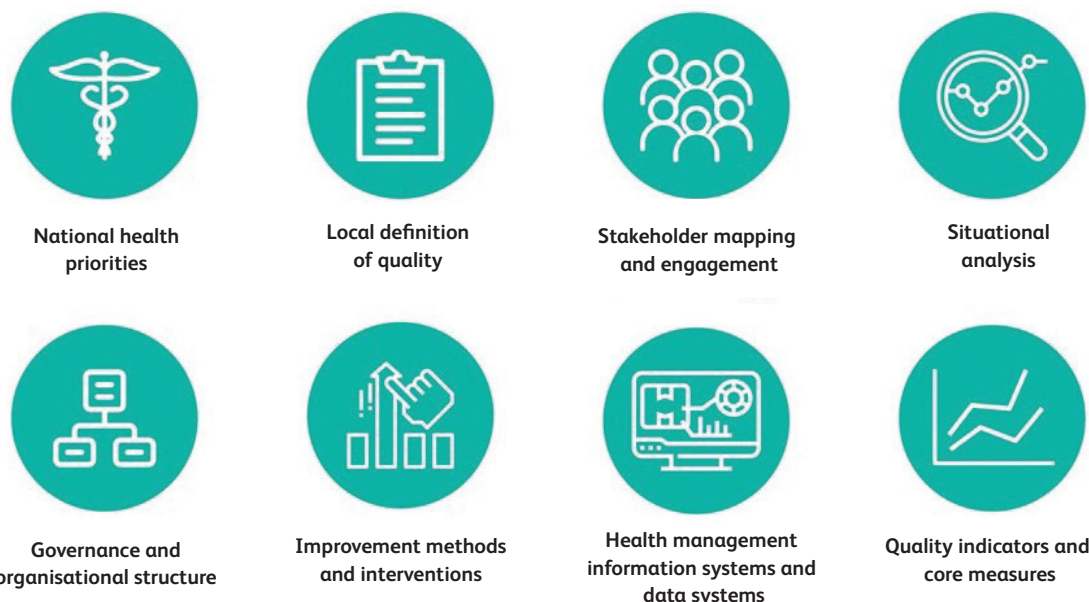 National health
priorities
Local definition
of quality
Stakeholder mapping
and engagement
Situational
analysis
Governance and
organisational structure
Improvement methods
and interventions
Health management
information systems and
data systems
Quality indicators and
core measures